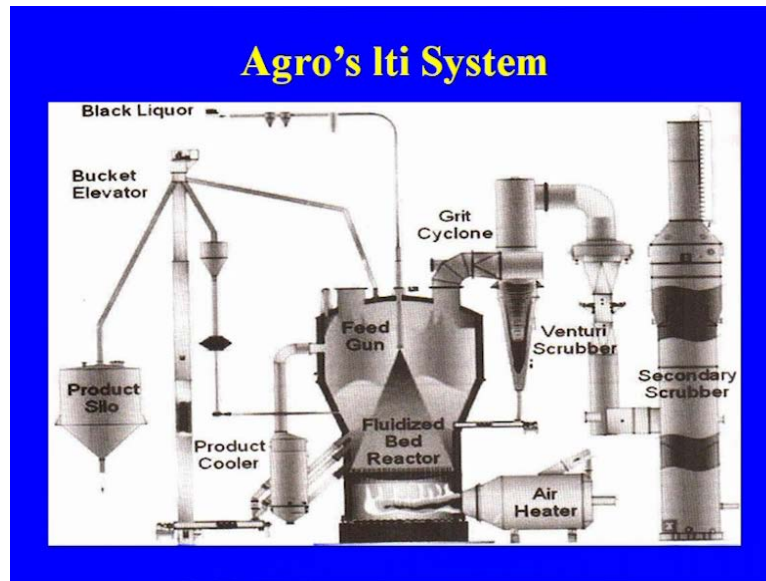 Agro's lti System
Black Liquor
Bucket
Elevator
Grit
Cyclone
Feed
Gun
Venturi
Scrubber
Product
Silo
Secondary
Scrubber
Product
Cooler
Fluidized
Bed
Reactor
Air
Heater